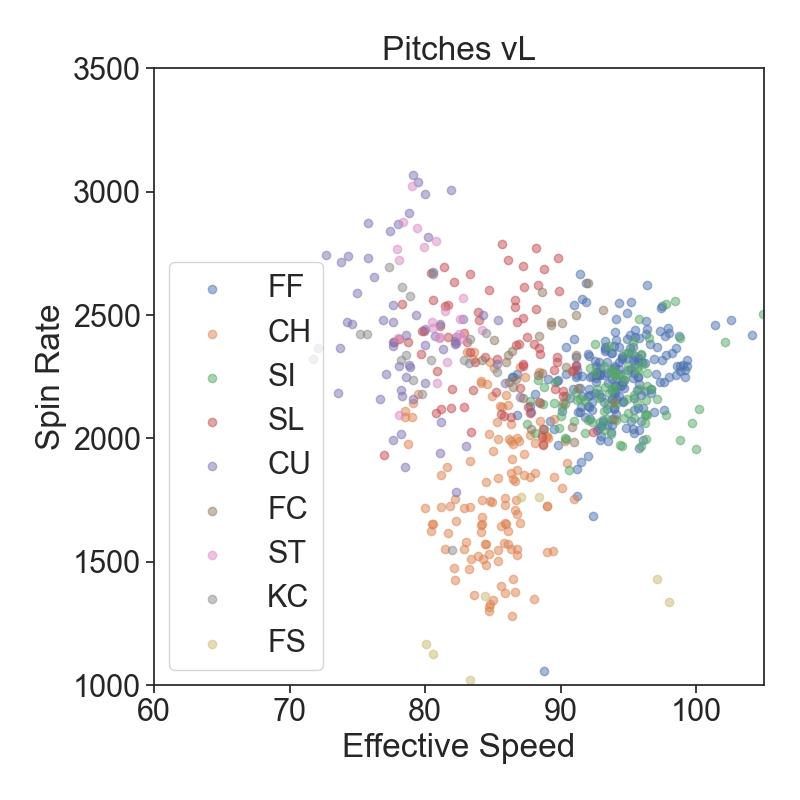 Pitches vL
3500
3000
2500
2000
1500
1000
Spin Rate
FF
CH
SI
SL
CU
FC
ST
KC
FS
60 70 80 90 100
Effective Speed